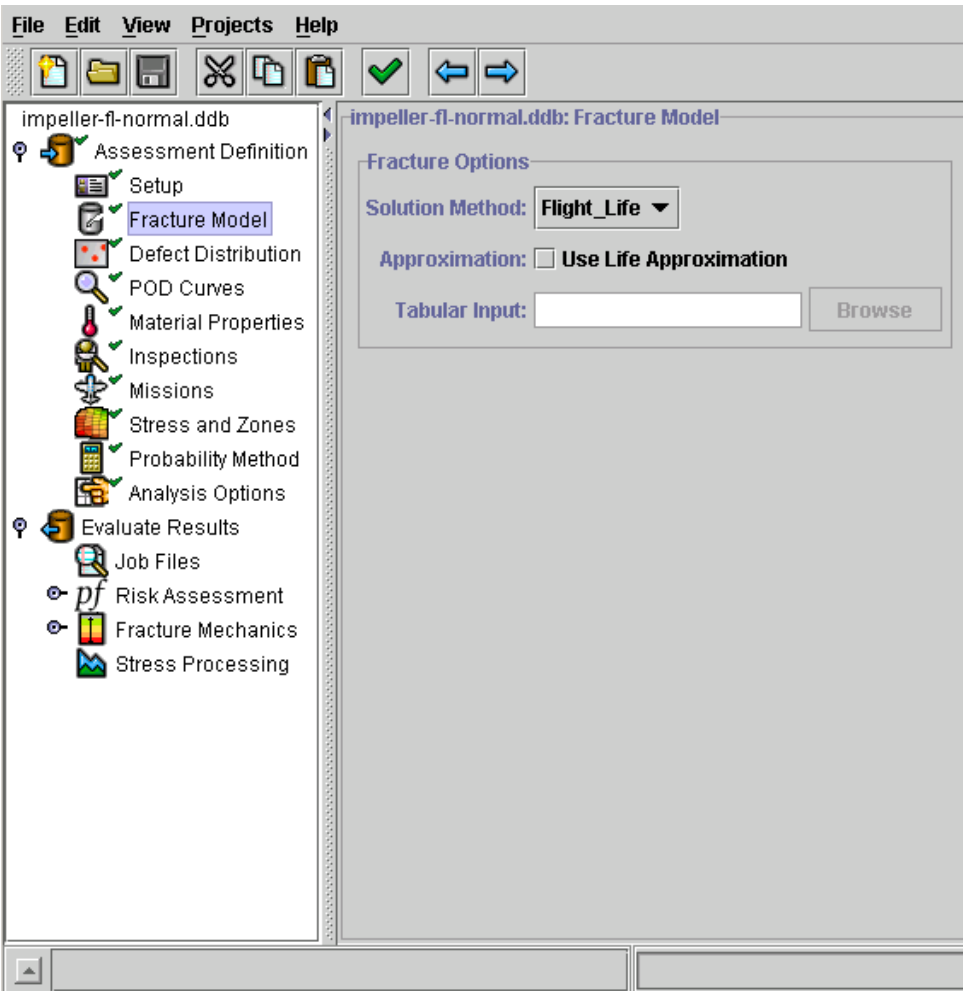 File Edit View Projects Help
impeller-fl-normal.ddb
Assessment Definition
Setup
Fracture Model
Defect Distribution
POD Curves
Material Properties
Inspections
Missions
Stress and Zones
Probability Method
Analysis Options
Evaluate Results
Job Files
pf Risk Assessment
Fracture Mechanics
Stress Processing
impeller-fl-normal.ddb: Fracture Model
Fracture Options
Solution Method: Flight_Life
Approximation: Use Life Approximation
Tabular Input: Browse